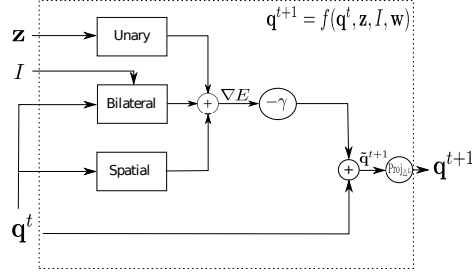 q^{t+1} = f(q^t, z, I, w)
z
Unary
I
Bilateral
+
∇E
−γ
Spatial
+
q̃^{t+1}
Proj_{Δ^L}
q^{t+1}
q^t